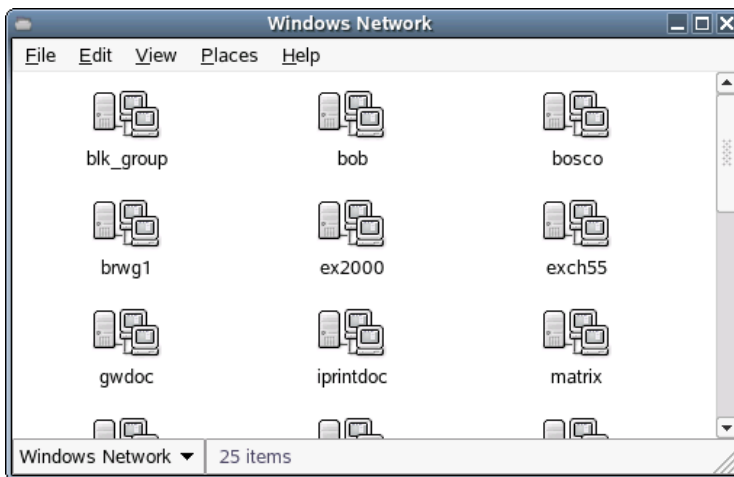 Windows Network
File Edit View Places Help
blk_group bob bosco
brwg1 ex2000 exch55
gwdoc iprintdoc matrix
Windows Network 25 items